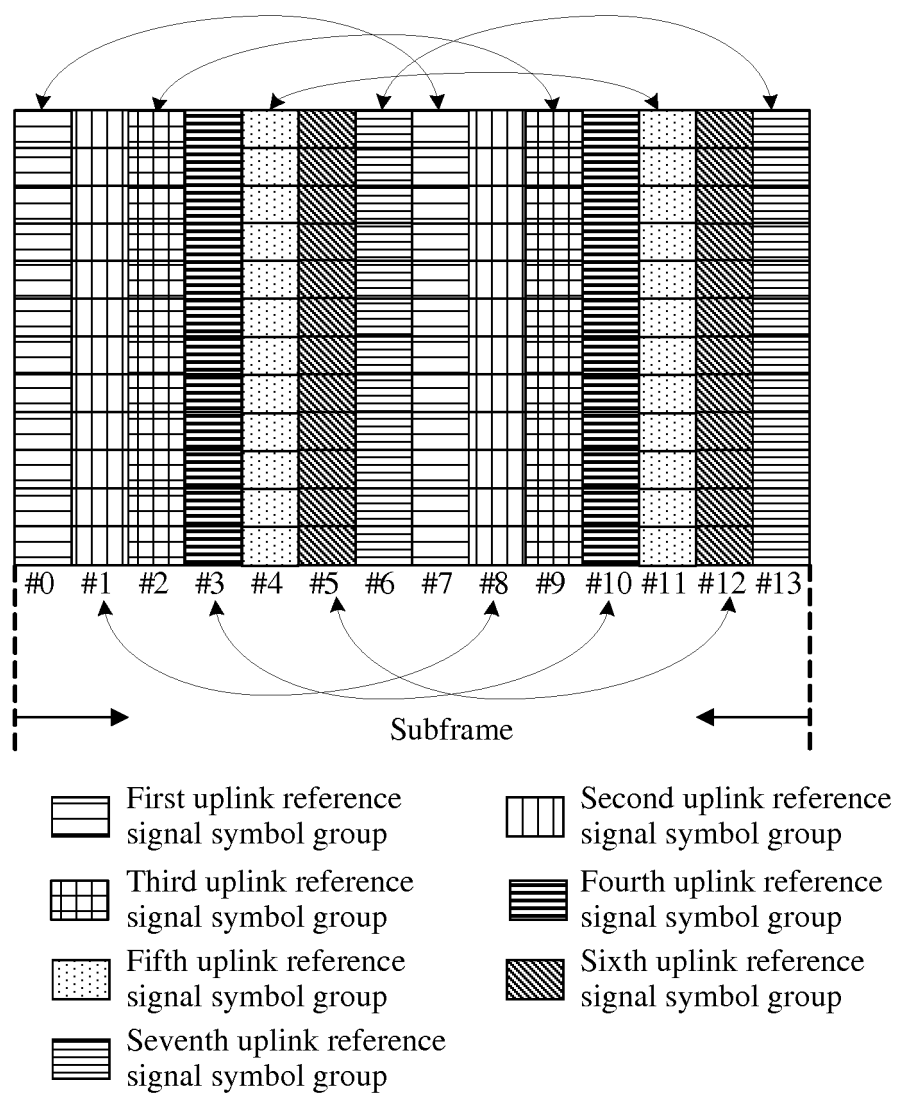 #0 #1 #2 #3 #4 #5 #6 #7 #8 #9 #10 #11 #12 #13
Subframe
First uplink reference
signal symbol group
Second uplink reference
signal symbol group
Third uplink reference
signal symbol group
Fourth uplink reference
signal symbol group
Fifth uplink reference
signal symbol group
Sixth uplink reference
signal symbol group
Seventh uplink reference
signal symbol group